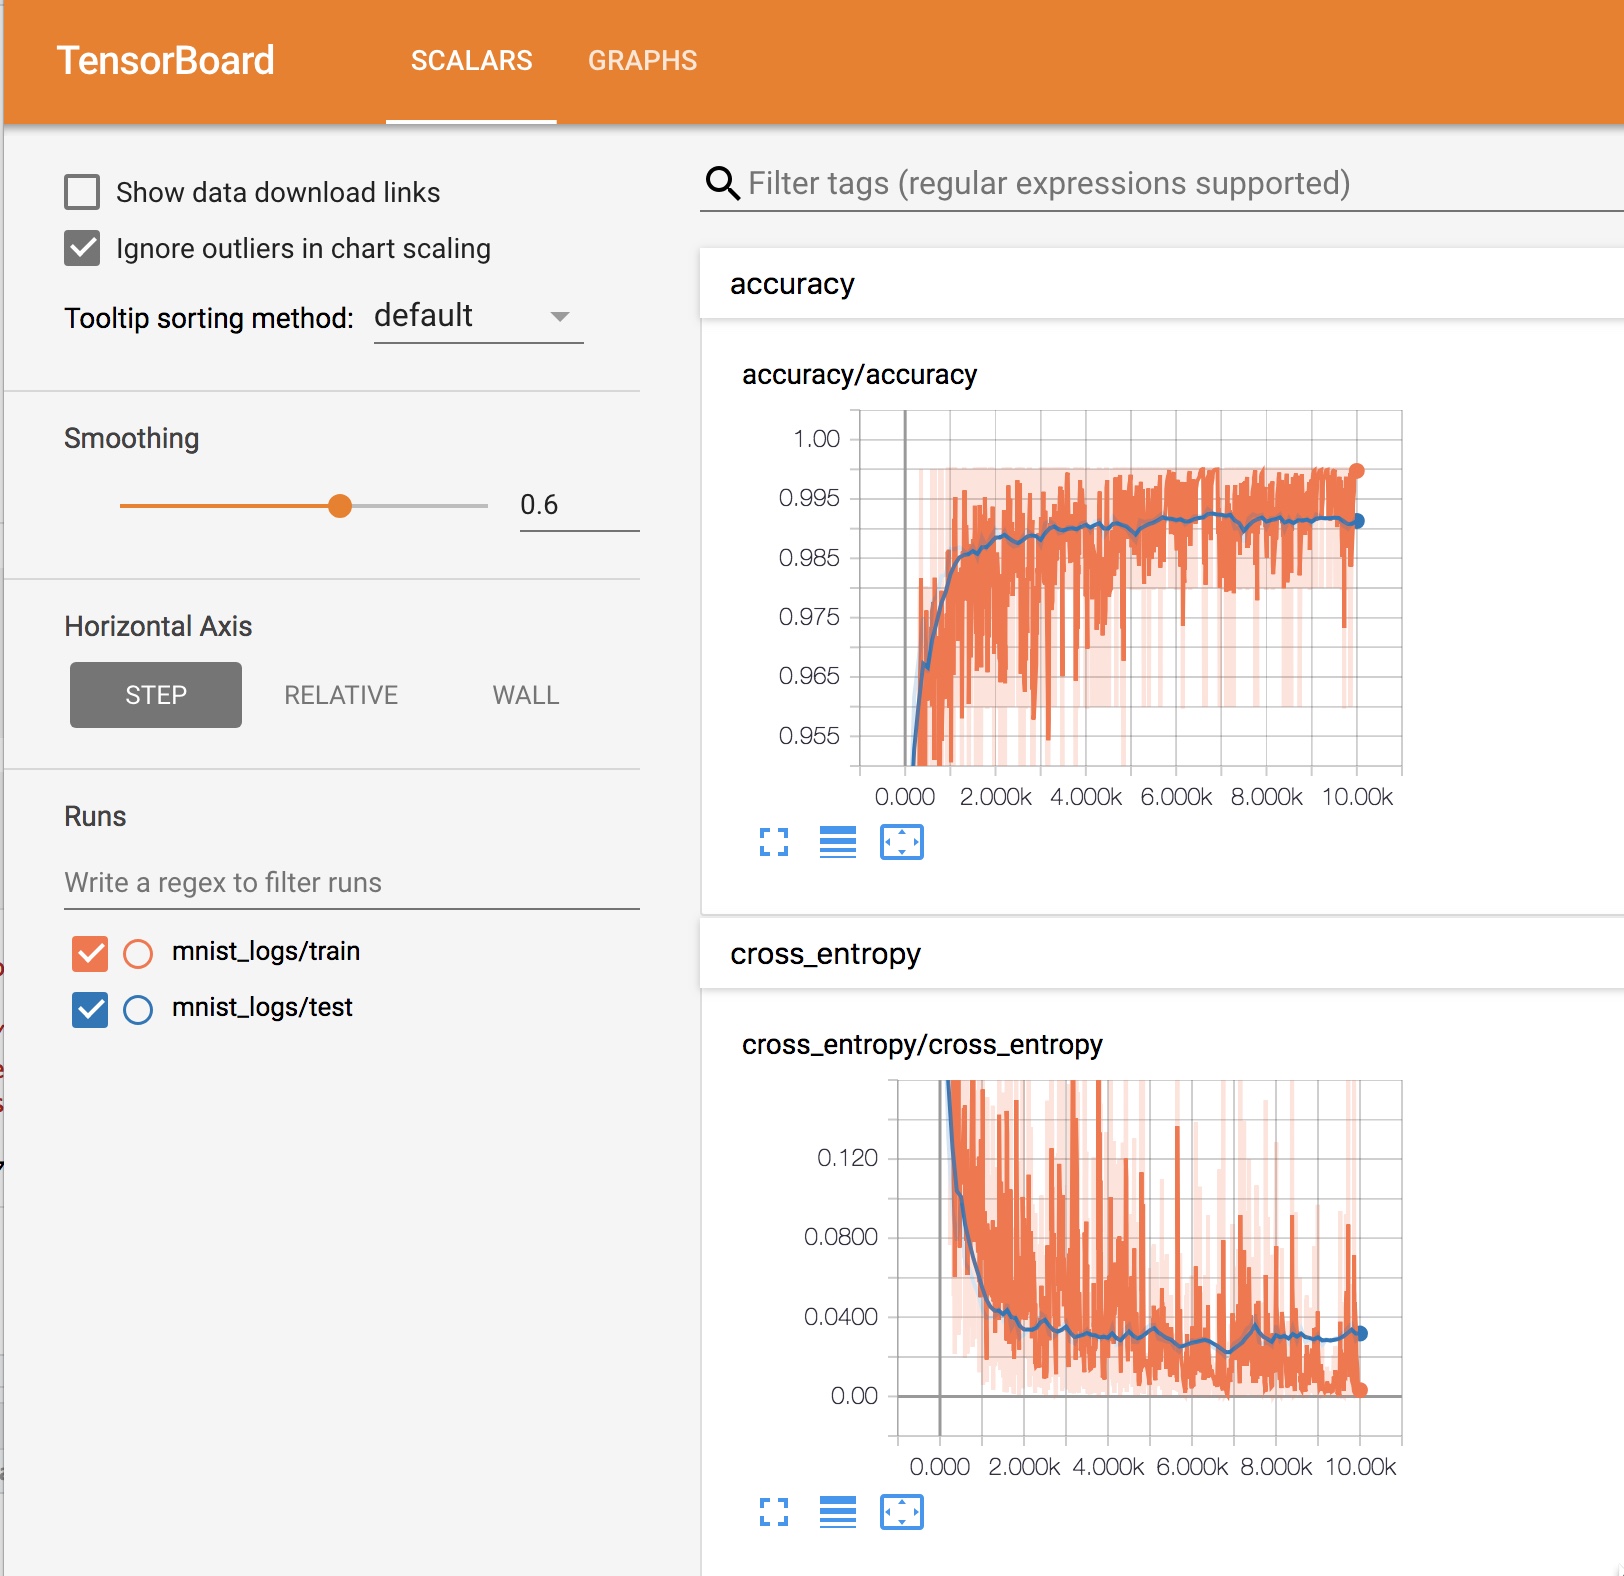 TensorBoard SCALARS GRAPHS
Show data download links
Ignore outliers in chart scaling
Tooltip sorting method: default
Smoothing
0.6
Horizontal Axis
STEP RELATIVE WALL
Runs
Write a regex to filter runs
mnist_logs/train
mnist_logs/test
Filter tags (regular expressions supported)
accuracy
accuracy/accuracy
1.00
0.995
0.985
0.975
0.965
0.955
0.000 2.000k 4.000k 6.000k 8.000k 10.00k
cross_entropy
cross_entropy/cross_entropy
0.120
0.0800
0.0400
0.00
0.000 2.000k 4.000k 6.000k 8.000k 10.00k